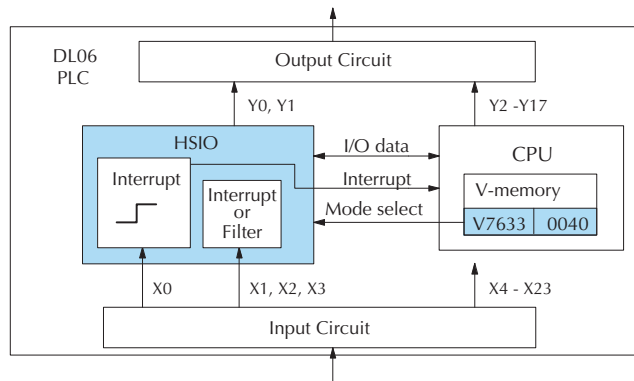 DL06
PLC
Output Circuit
Y0, Y1
Y2 -Y17
HSIO
I/O data
CPU
Interrupt
Interrupt
or
Filter
Interrupt
V-memory
Mode select
V7633 0040
X0
X1, X2, X3
X4 - X23
Input Circuit